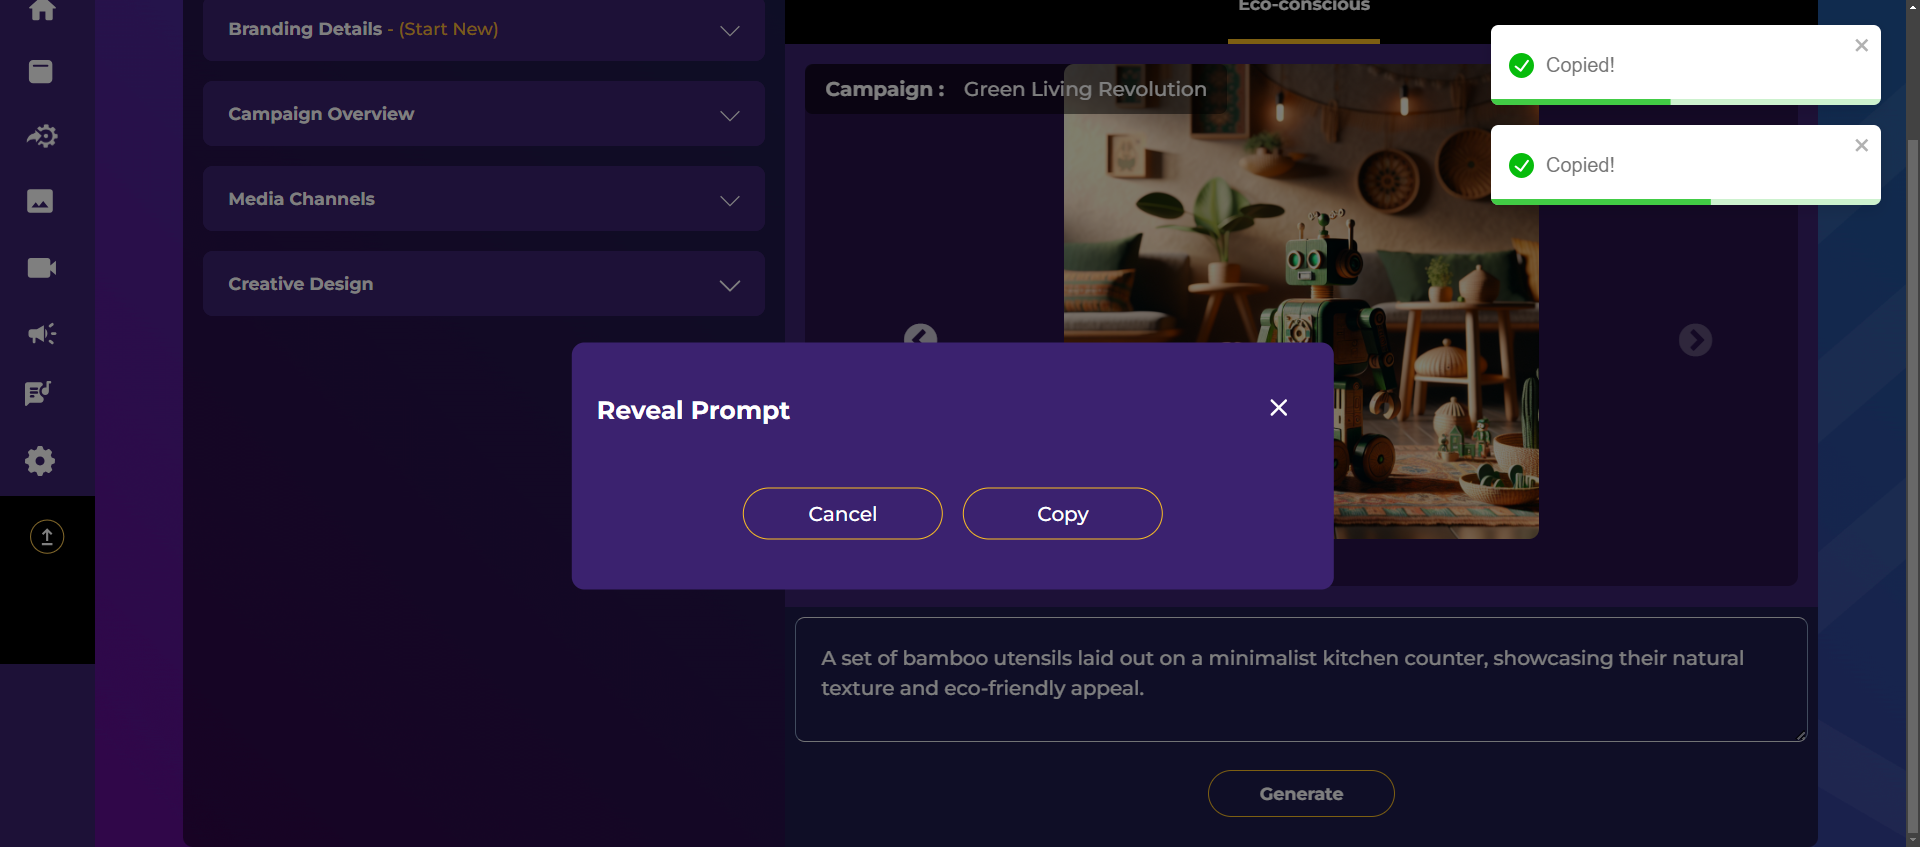 Branding Details - (Start New)
Campaign Overview
Media Channels
Creative Design
Eco-conscious
Campaign : Green Living Revolution
Copied!
Copied!
Reveal Prompt
Cancel
Copy
A set of bamboo utensils laid out on a minimalist kitchen counter, showcasing their natural
texture and eco-friendly appeal.
Generate